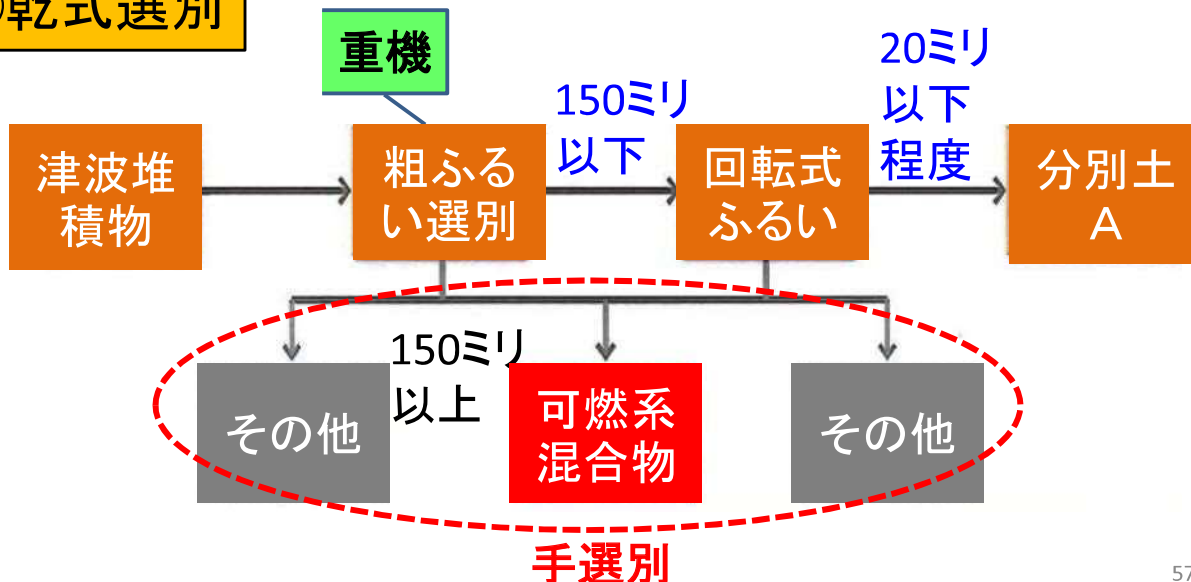 乾式選別
重機
150ミリ
以下
20ミリ
以下
程度
津波堆
積物
粗ふる
い選別
回転式
ふるい
分別土
A
150ミリ
以上
その他
可燃系
混合物
その他
手選別
57